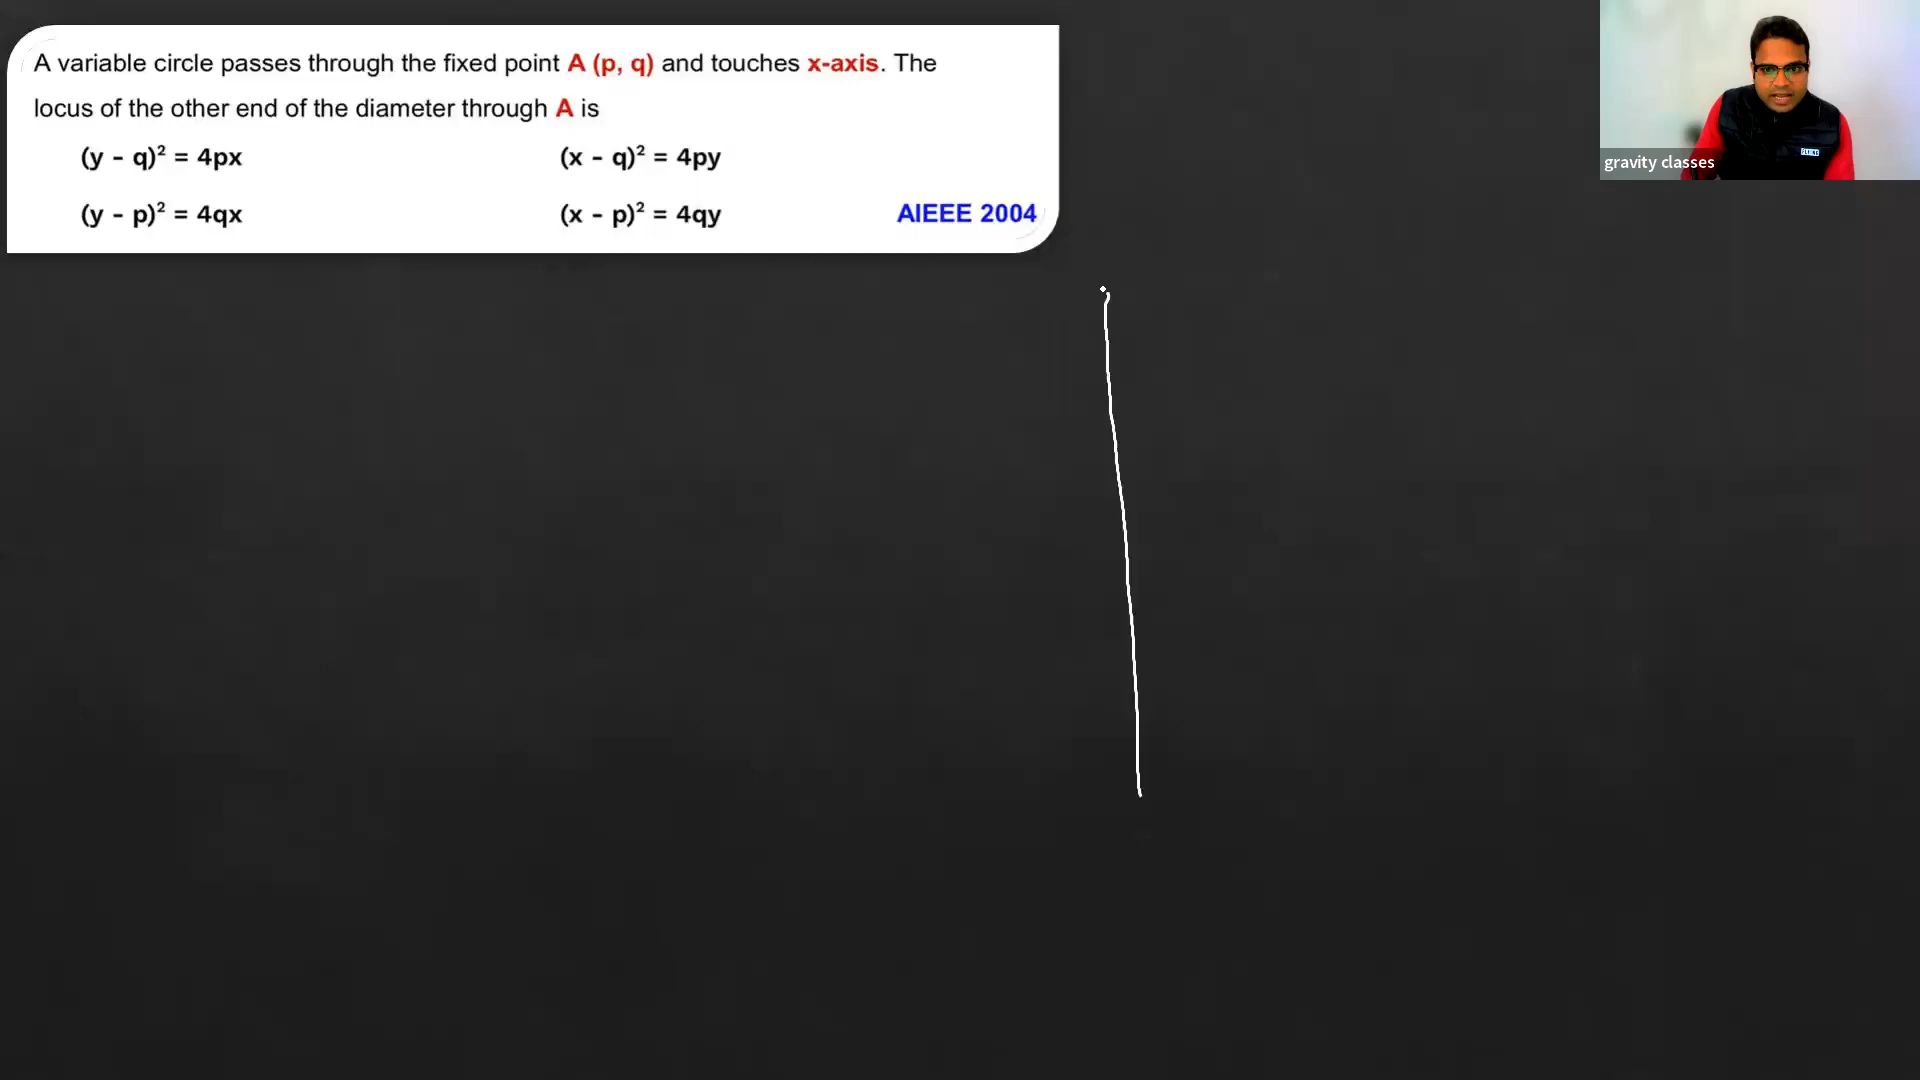 A variable circle passes through the fixed point A (p, q) and touches x-axis. The
locus of the other end of the diameter through A is
(y - q)² = 4px (x - q)² = 4py
(y - p)² = 4qx (x - p)² = 4qy AIEEE 2004
gravity classes